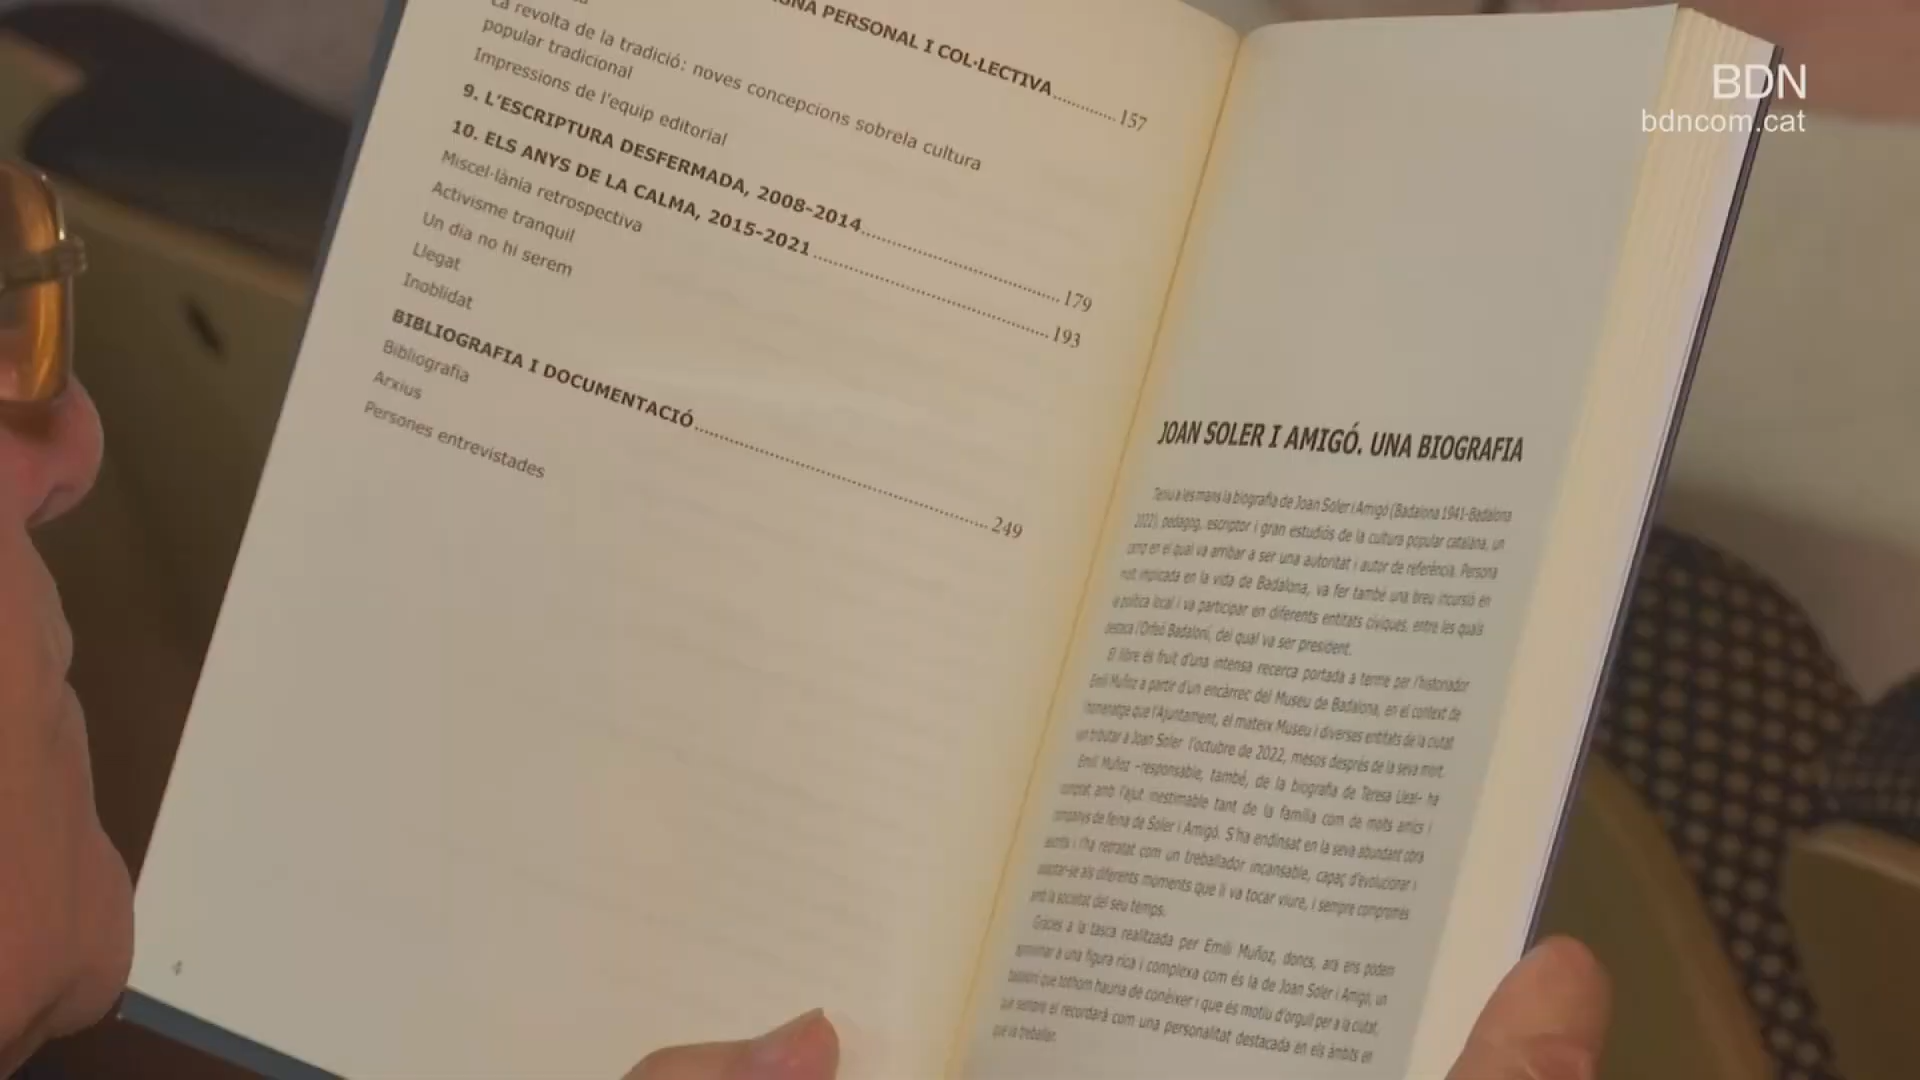 GNA PERSONAL I COL·LECTIVA............157
La revolta de la tradició: noves concepcions sobrela cultura
popular tradicional
Impressions de l'equip editorial
9. L'ESCRIPTURA DESFERMADA, 2008-2014..............................179
10. ELS ANYS DE LA CALMA, 2015-2021....................................193
Miscel·lània retrospectiva
Activisme tranquil
Un dia no hi serem
Llegat
Inoblidat
BIBLIOGRAFIA I DOCUMENTACIÓ.............................................249
Bibliografia
Arxius
Persones entrevistades
4
JOAN SOLER I AMIGÓ. UNA BIOGRAFIA
Teniu a les mans la biografia de Joan Soler i Amigó (Badalona 1941-Badalona
2022), pedagog, escriptor i gran estudiós de la cultura popular catalana, un
camp en el qual va arribar a ser una autoritat i autor de referència. Persona
molt implicada en la vida de Badalona, va fer també una breu incursió en
la política local i va participar en diferents entitats cíviques, entre les quals
destaca l'Orfeó Badaloní, del qual va ser president.
El llibre és fruit d'una intensa recerca portada a terme per l'historiador
Emili Muñoz a partir d'un encàrrec del Museu de Badalona, en el context de
l'homenatge que l'Ajuntament, el mateix Museu i diverses entitats de la ciutat
van tributar a Joan Soler l'octubre de 2022, mesos després de la seva mort.
Emili Muñoz –responsable, també, de la biografia de Teresa Lleal– ha
comptat amb l'ajut inestimable tant de la família com de molts amics i
companys de feina de Soler i Amigó. S'ha endinsat en la seva abundant obra
escrita i l'ha retratat com un treballador incansable, capaç d'evolucionar i
adaptar-se als diferents moments que li va tocar viure, i sempre compromès
amb la societat del seu temps.
Gràcies a la tasca realitzada per Emili Muñoz, doncs, ara ens podem
aproximar a una figura rica i complexa com és la de Joan Soler i Amigó, un
badaloní que tothom hauria de conèixer i que és motiu d'orgull per a la ciutat,
que sempre el recordarà com una personalitat destacada en els àmbits en
què va treballar.
BDN
bdncom.cat